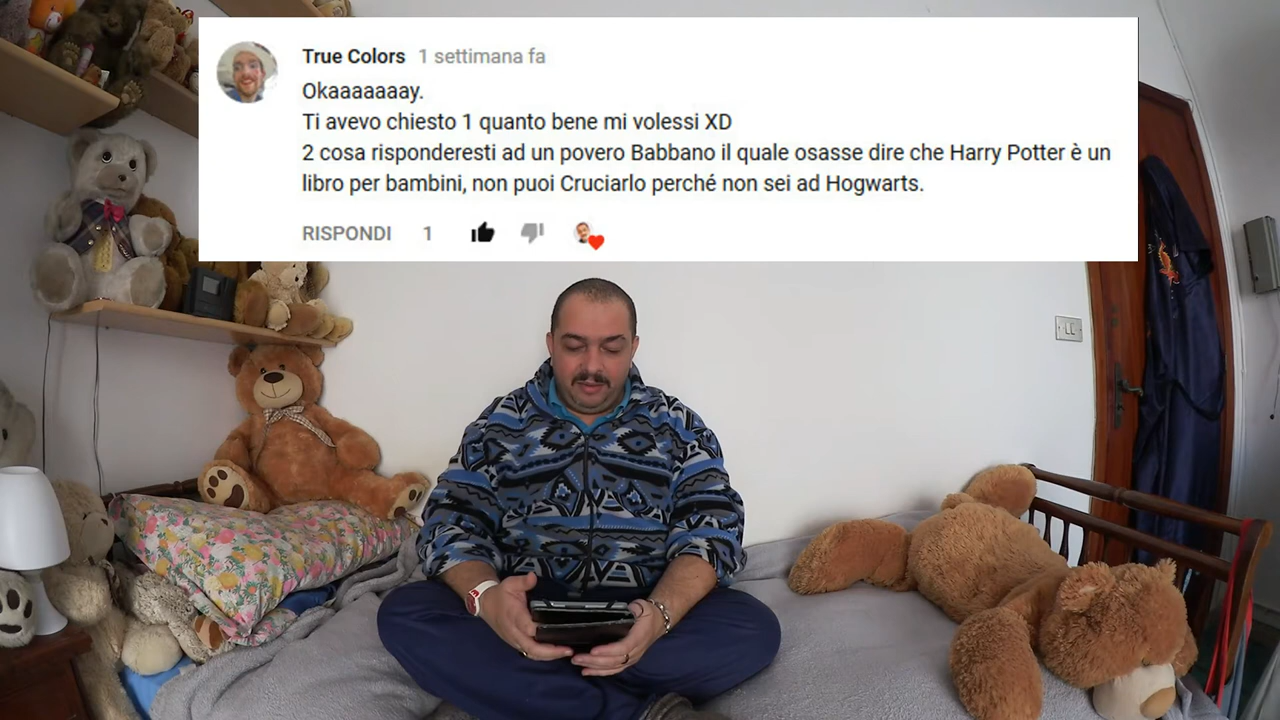 True Colors 1 settimana fa
Okaaaaaaay.
Ti avevo chiesto 1 quanto bene mi volessi XD
2 cosa risponderesti ad un povero Babbano il quale osasse dire che Harry Potter è un
libro per bambini, non puoi Cruciarlo perché non sei ad Hogwarts.
RISPONDI 1